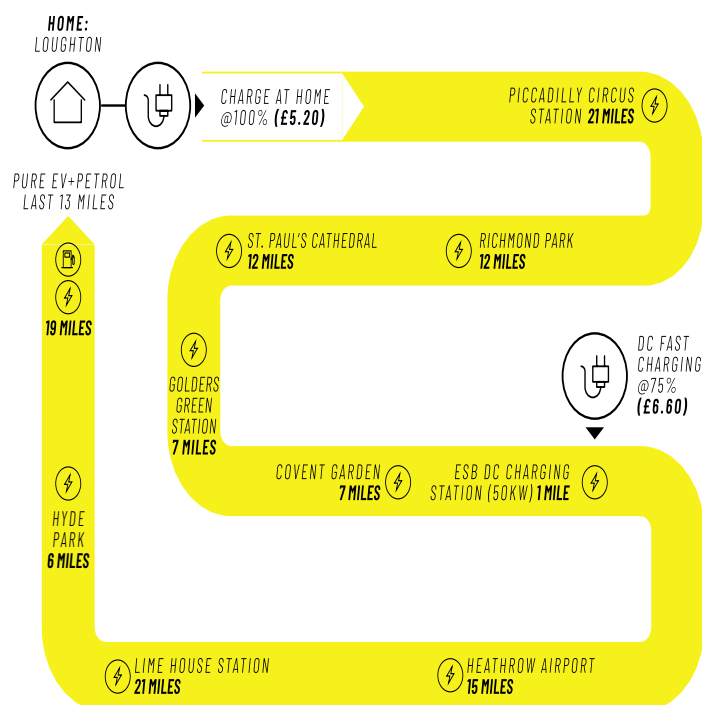 HOME:
LOUGHTON
CHARGE AT HOME
@100% (£5.20)
PICCADILLY CIRCUS
STATION 21 MILES
PURE EV+PETROL
LAST 13 MILES
ST. PAUL'S CATHEDRAL
12 MILES
RICHMOND PARK
12 MILES
19 MILES
GOLDERS
GREEN
STATION
7 MILES
DC FAST
CHARGING
@75%
(£6.60)
COVENT GARDEN
7 MILES
ESB DC CHARGING
STATION (50KW) 1 MILE
HYDE
PARK
6 MILES
LIME HOUSE STATION
21 MILES
HEATHROW AIRPORT
15 MILES